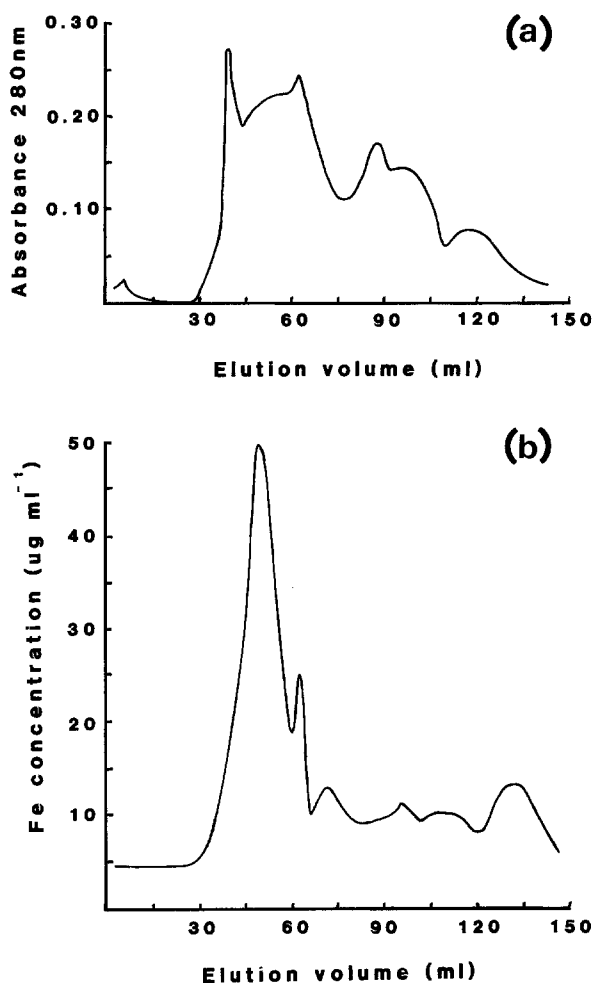 (a)
Absorbance 280nm
0.30
0.20
0.10
30 60 90 120 150
Elution volume (ml)
(b)
Fe concentration (ug ml⁻¹)
50
40
30
20
10
30 60 90 120 150
Elution volume (ml)